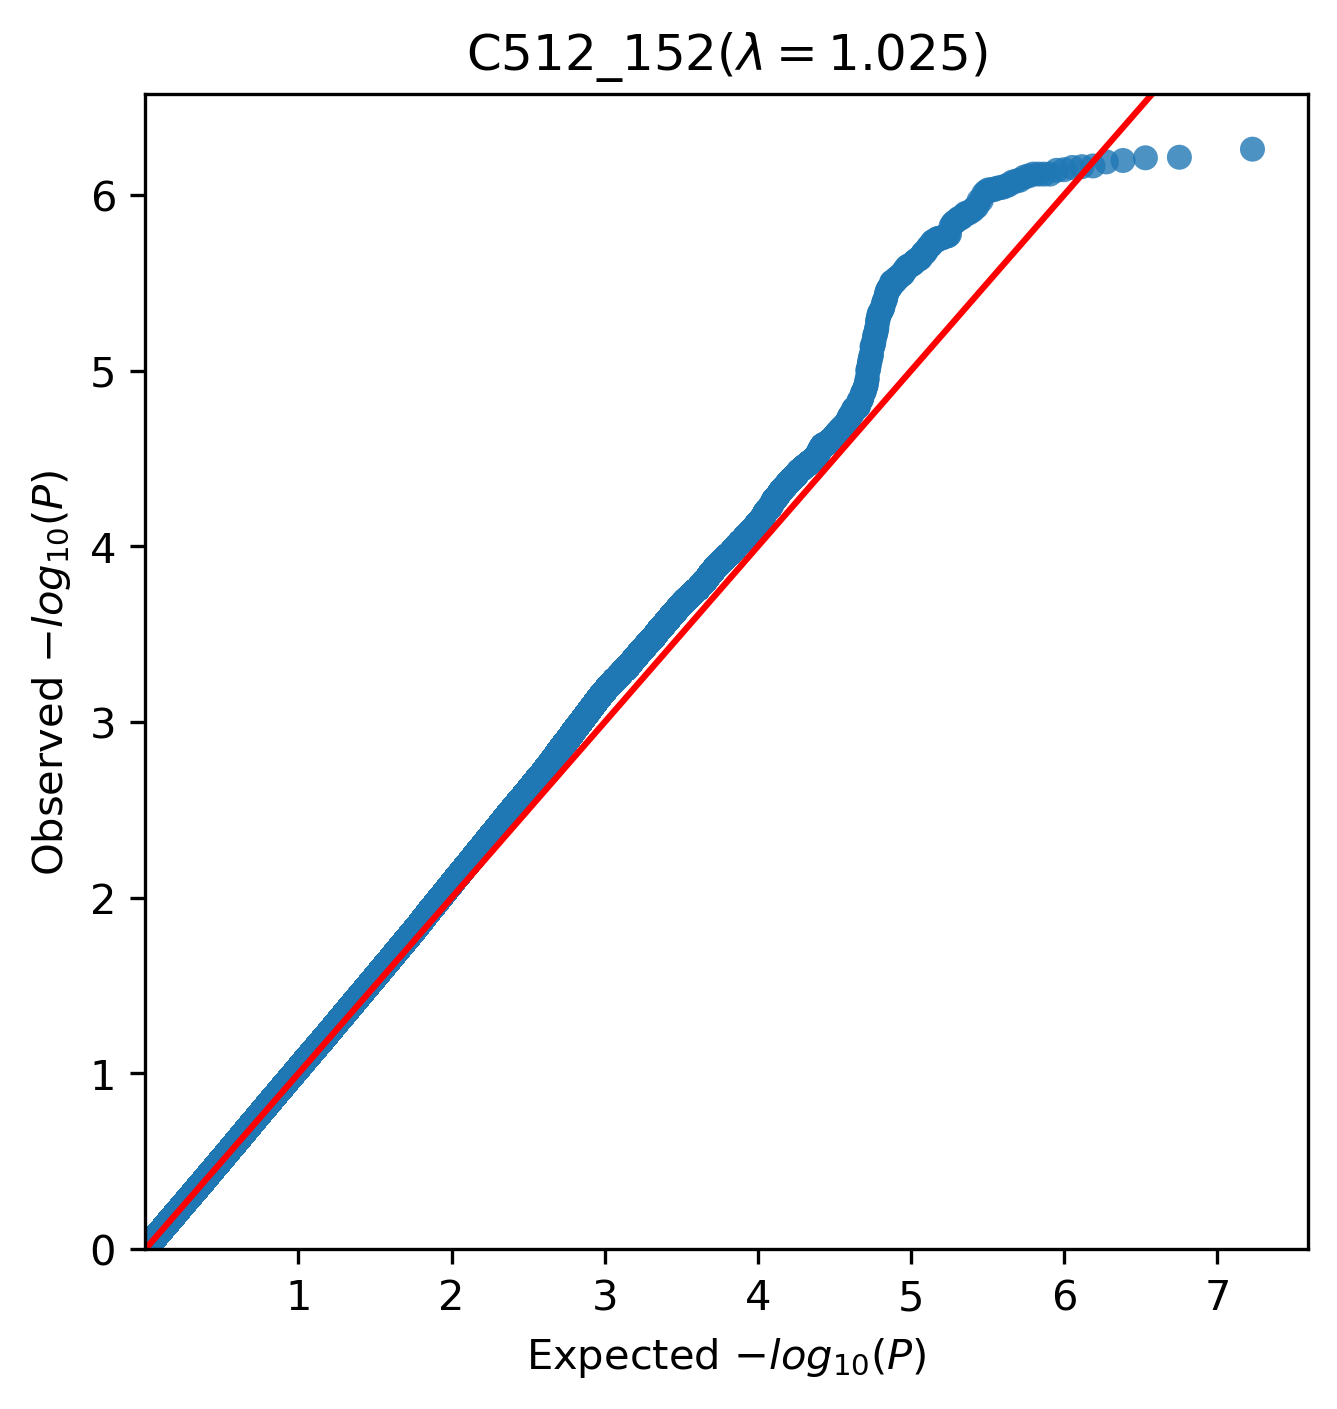 C512_152(λ = 1.025)
Observed −log₁₀(P)
6
5
4
3
2
1
0
1 2 3 4 5 6 7
Expected −log₁₀(P)